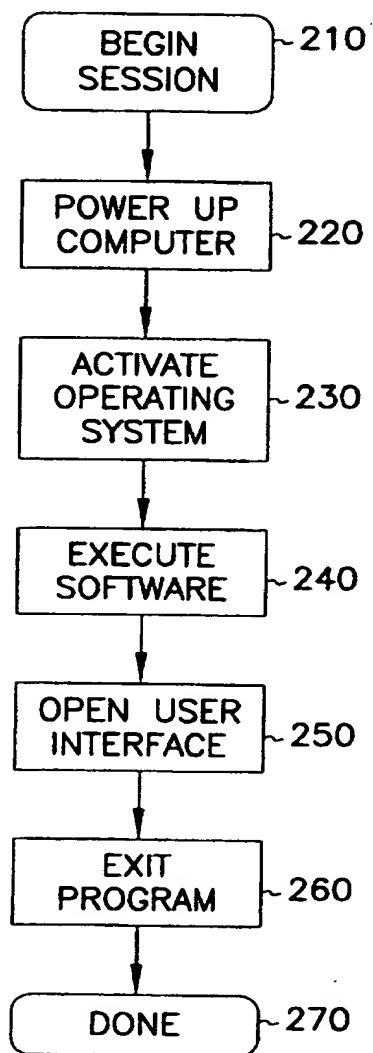 BEGIN
SESSION
210
POWER UP
COMPUTER
220
ACTIVATE
OPERATING
SYSTEM
230
EXECUTE
SOFTWARE
240
OPEN USER
INTERFACE
250
EXIT
PROGRAM
260
DONE
270